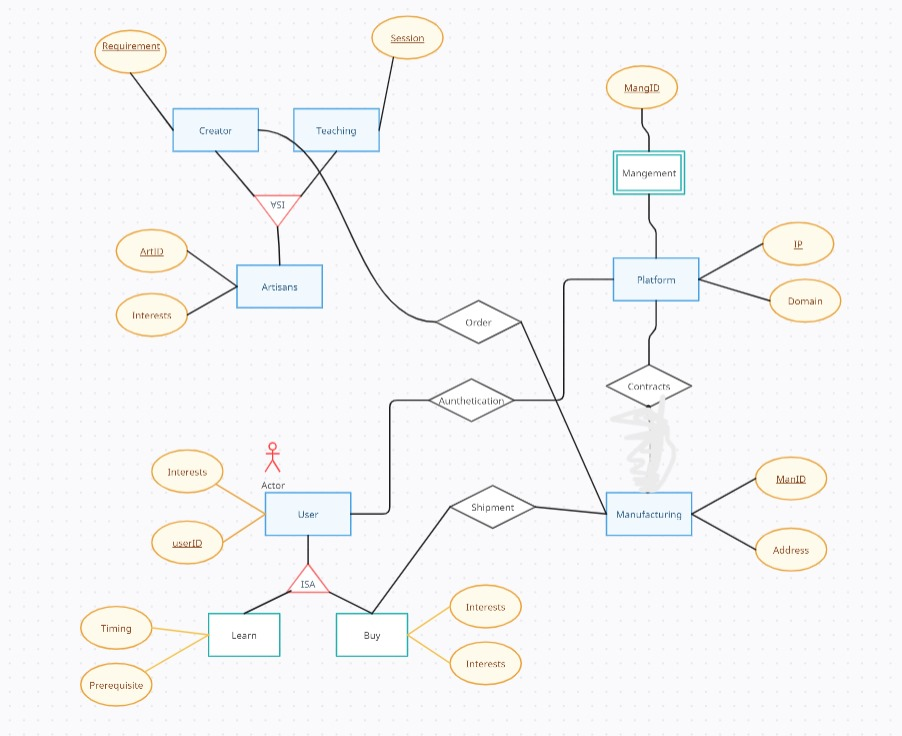 Requirement
Session
MangID
Creator
Teaching
Mangement
ISA
ArtID
IP
Artisans
Platform
Interests
Domain
Order
Contracts
Aunthetication
Interests
Actor
ManID
User
Shipment
Manufacturing
userID
Address
ISA
Interests
Timing
Learn
Buy
Interests
Prerequisite